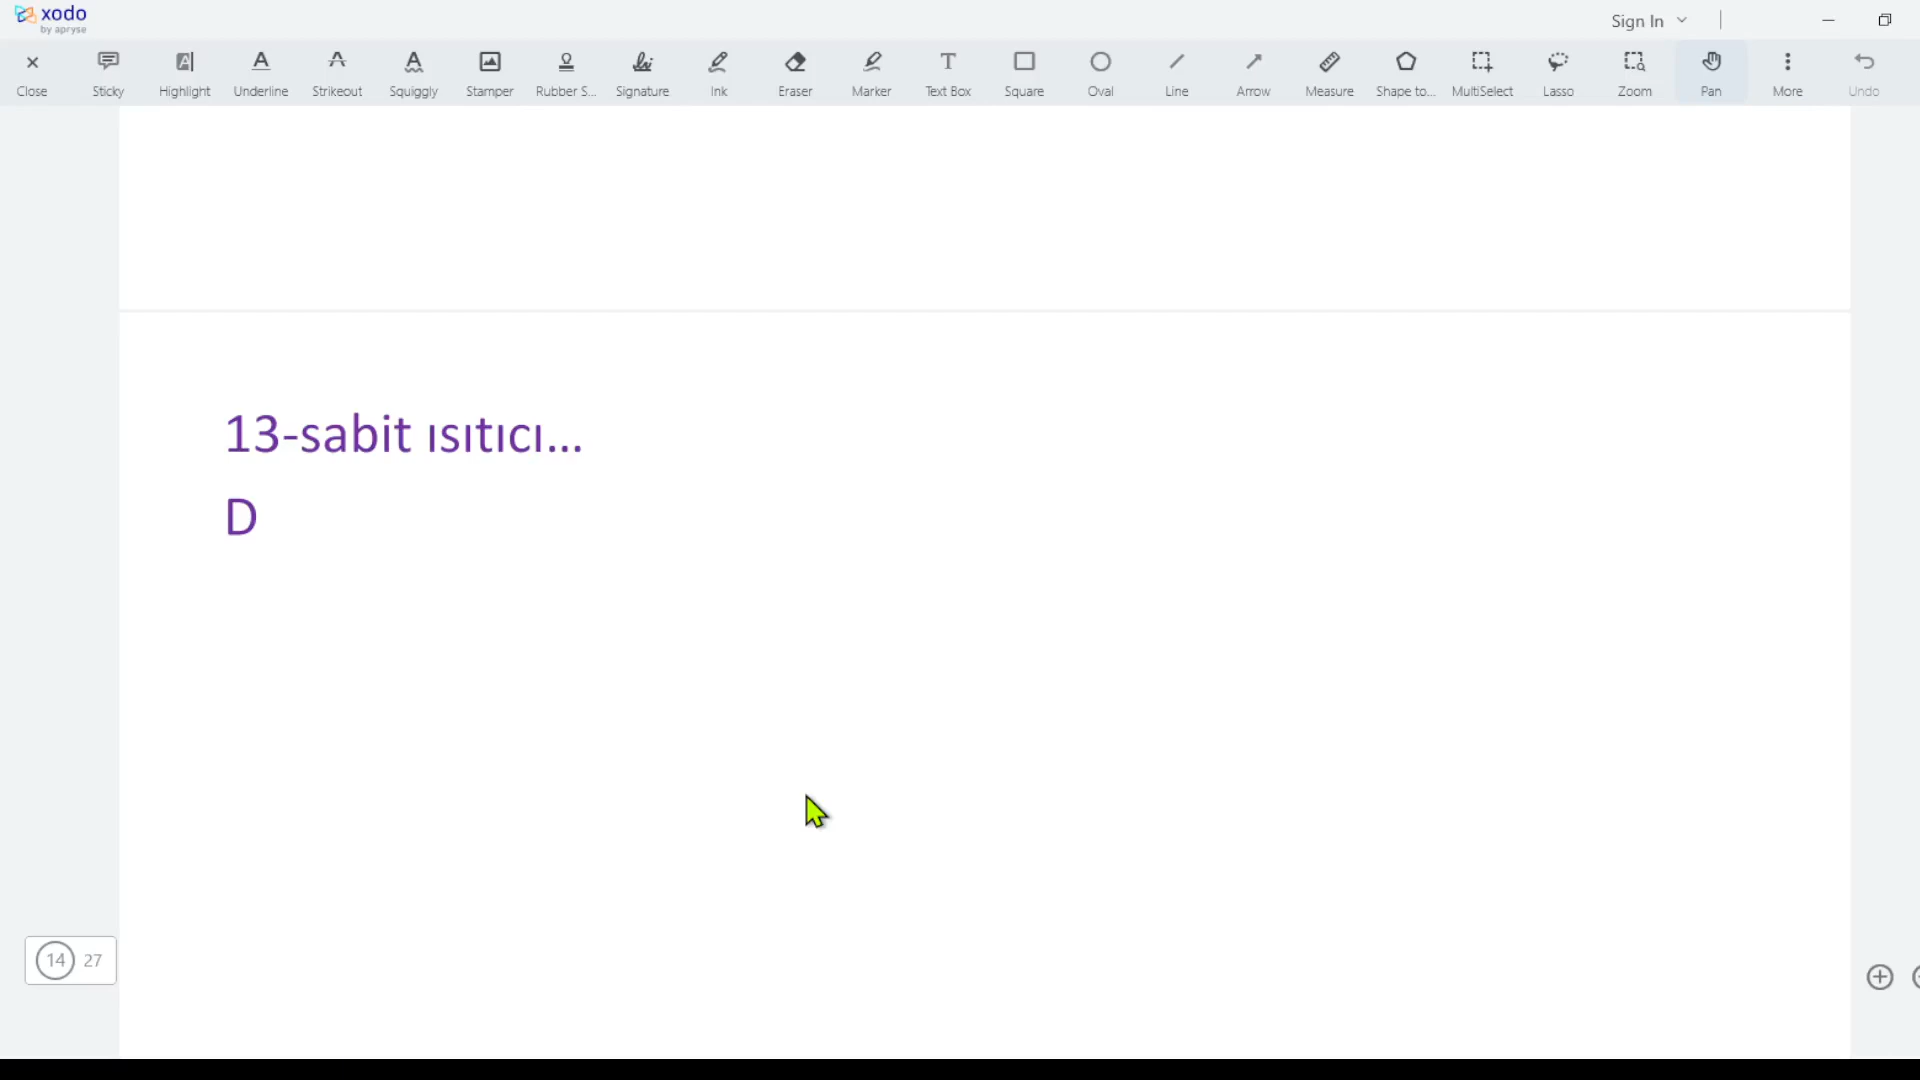 xodo
by apryse
Sign In
Close
Sticky
Highlight
Underline
Strikeout
Squiggly
Stamper
Rubber S...
Signature
Ink
Eraser
Marker
Text Box
Square
Oval
Line
Arrow
Measure
Shape to...
MultiSelect
Lasso
Zoom
Pan
More
Undo
13-sabit ısıtıcı...
D
14 27